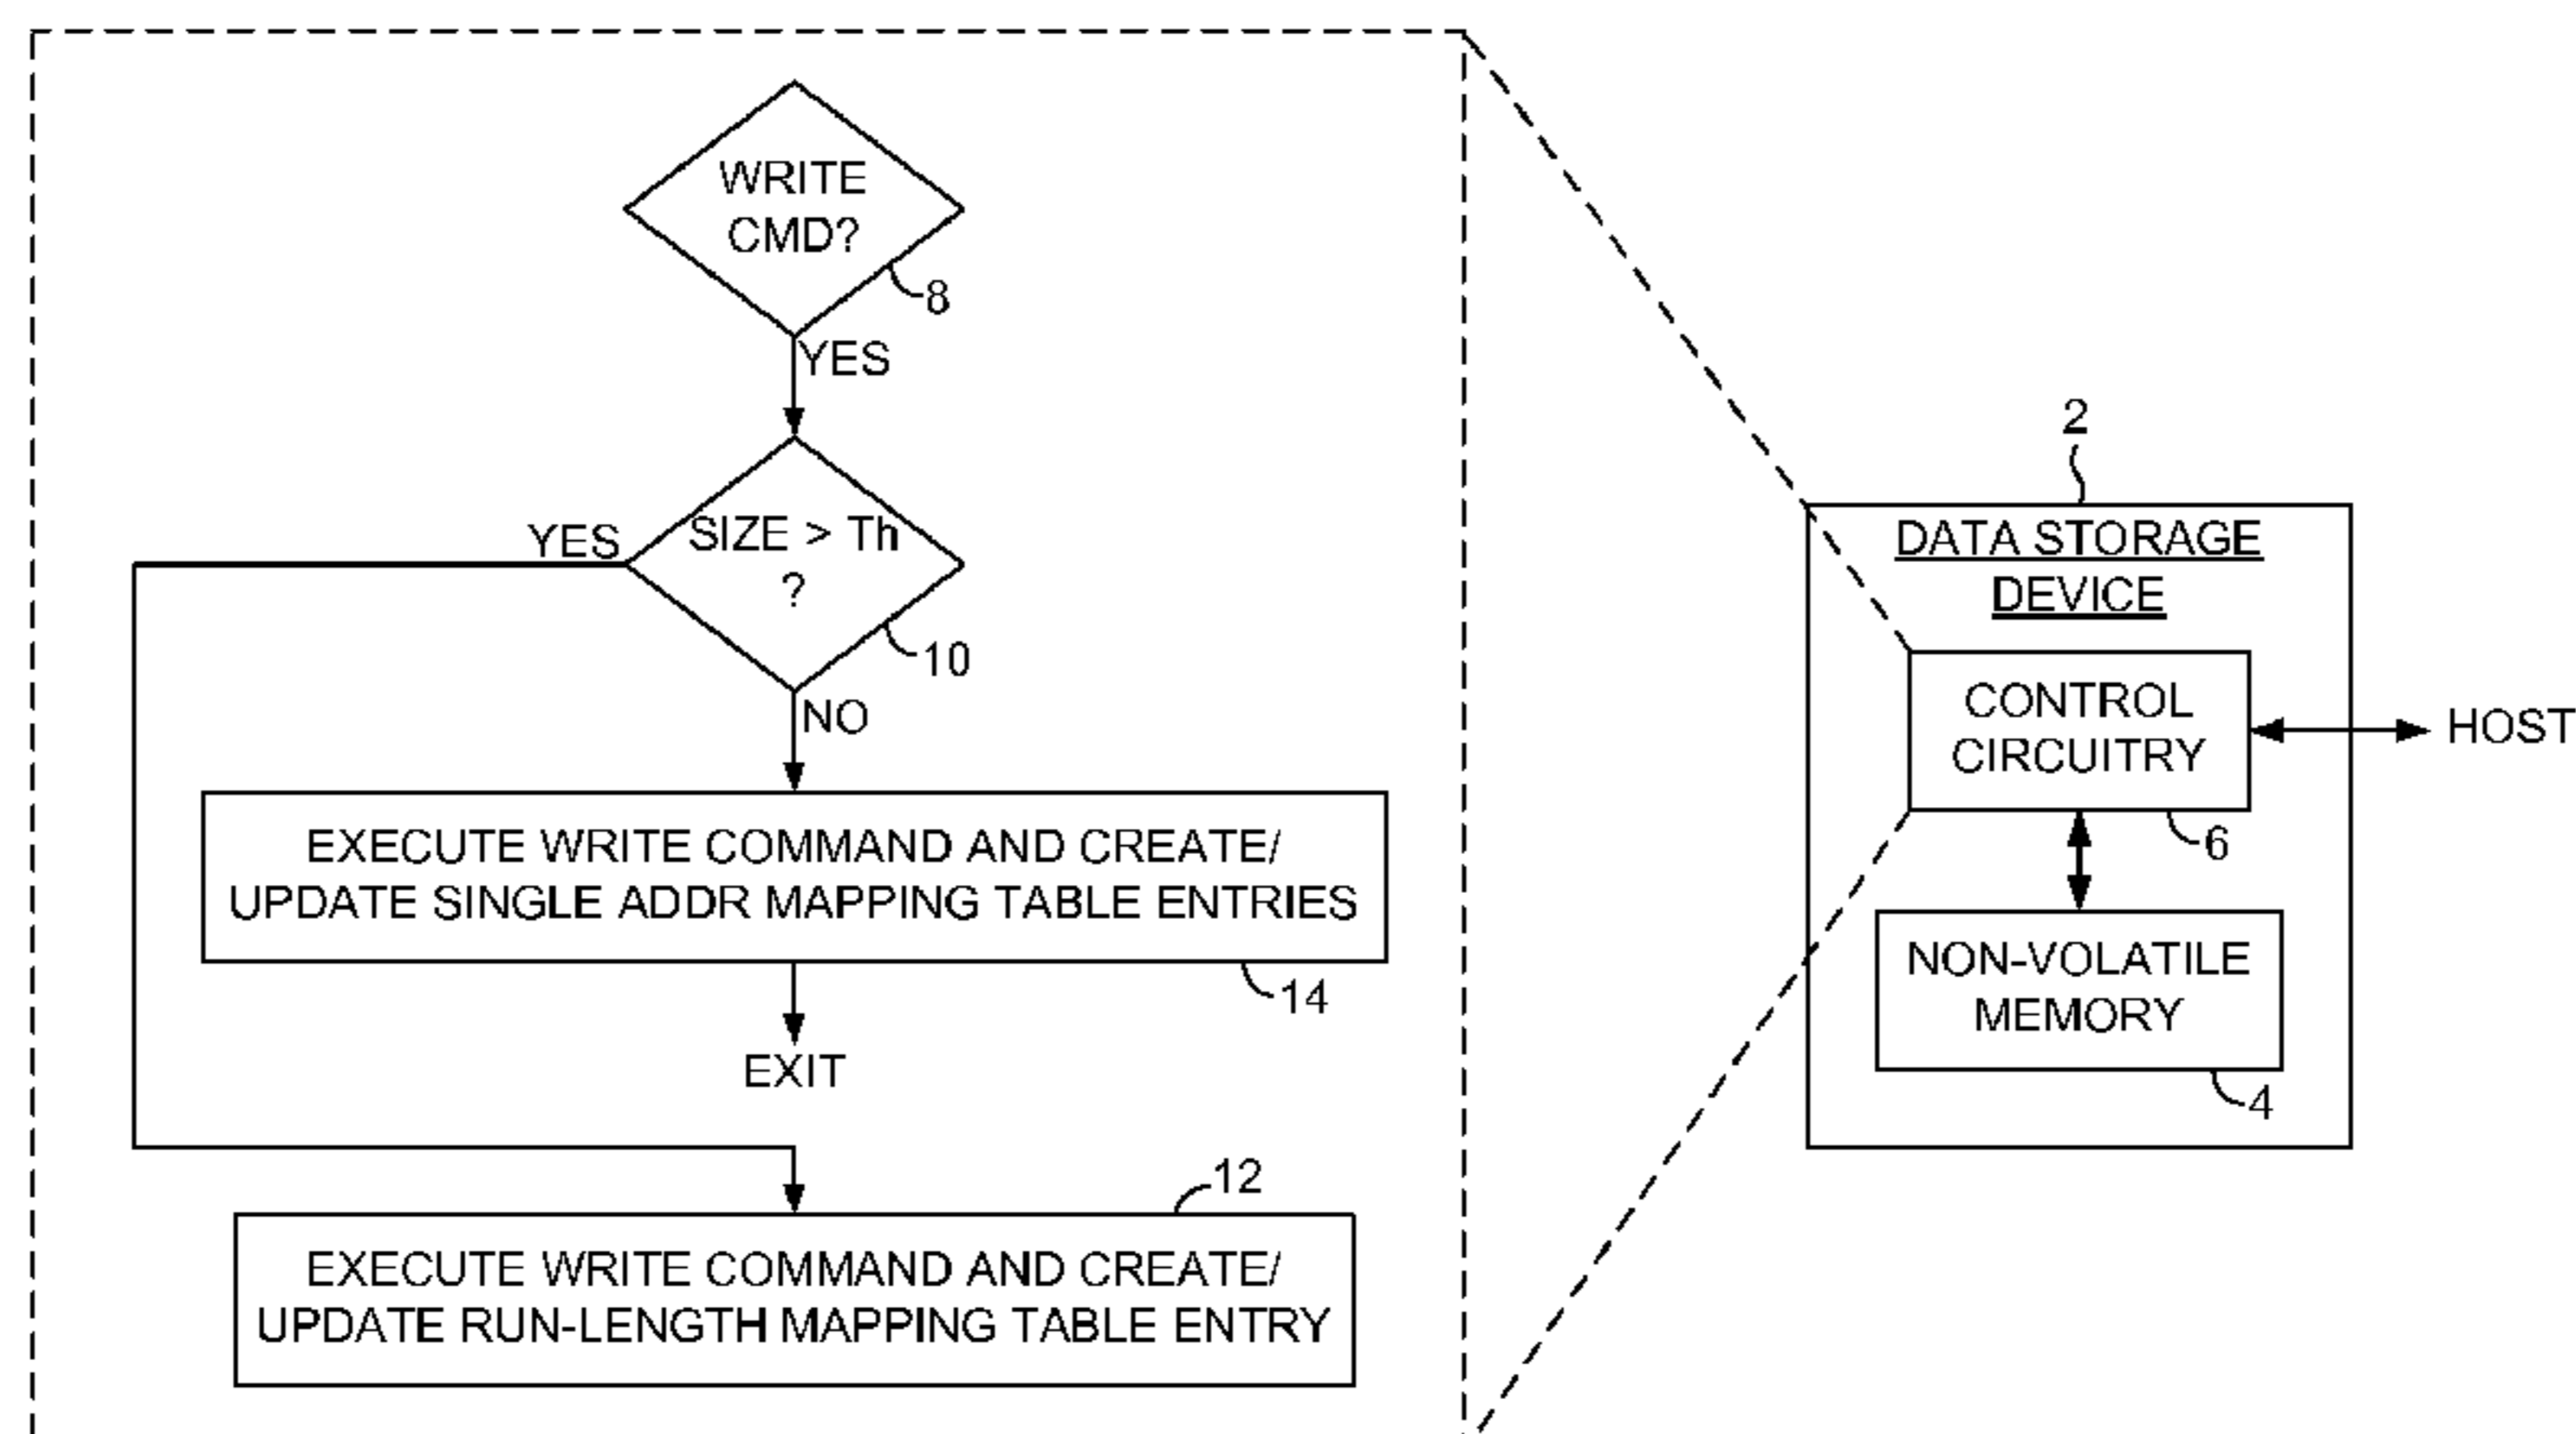 WRITE
CMD?
8
YES
SIZE > Th
?
YES
10
NO
EXECUTE WRITE COMMAND AND CREATE/
UPDATE SINGLE ADDR MAPPING TABLE ENTRIES
14
EXIT
12
EXECUTE WRITE COMMAND AND CREATE/
UPDATE RUN-LENGTH MAPPING TABLE ENTRY
2
DATA STORAGE
DEVICE
CONTROL
CIRCUITRY
6
HOST
NON-VOLATILE
MEMORY
4